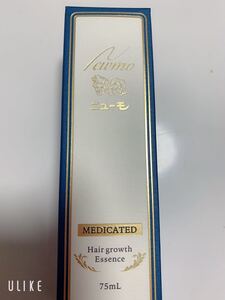 Newmo
ニューモ
MEDICATED
Hair growth
Essence
75mL
ULIKE